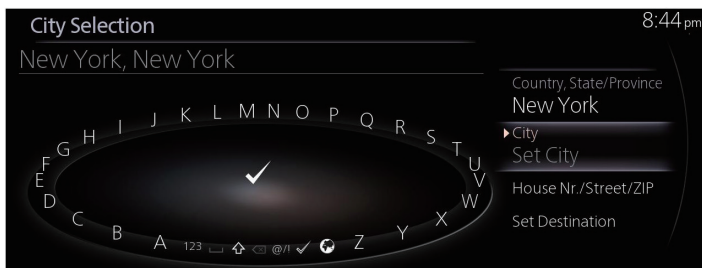 City Selection
8:44 pm
New York, New York
A B C D E F G H I J K L M N O P Q R S T U V W X Y Z
123 @/!
Country, State/Province
New York
City
Set City
House Nr./Street/ZIP
Set Destination